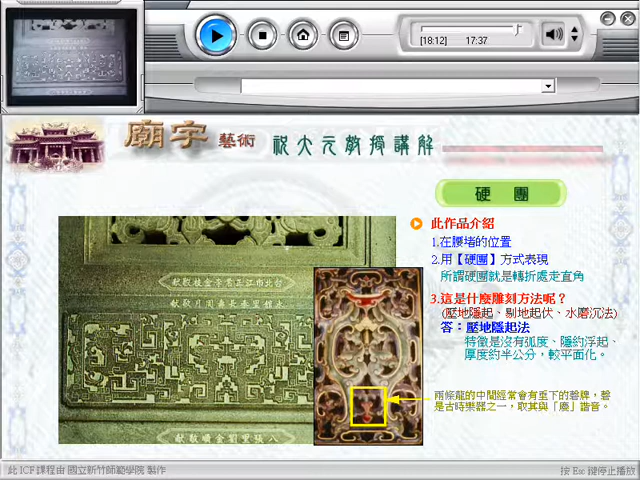 [18:12] 17:37
廟宇 藝術 祝大元教授講解
硬 團
此作品介紹
1.在腰堵的位置
2.用【硬團】方式表現
所謂硬團就是轉折處走直角
3.這是什麼雕刻方法呢？
(壓地隱起、剔地起伏、水磨沉法)
答：壓地隱起法
特徵是沒有弧度、隱約浮起、
厚度約半公分，較平面化。
兩條龍的中間經常會有垂下的磬牌，磬
是古時樂器之一，取其與「慶」諧音。
此 ICF 課程由 國立新竹師範學院 製作
按 Esc 鍵停止播放